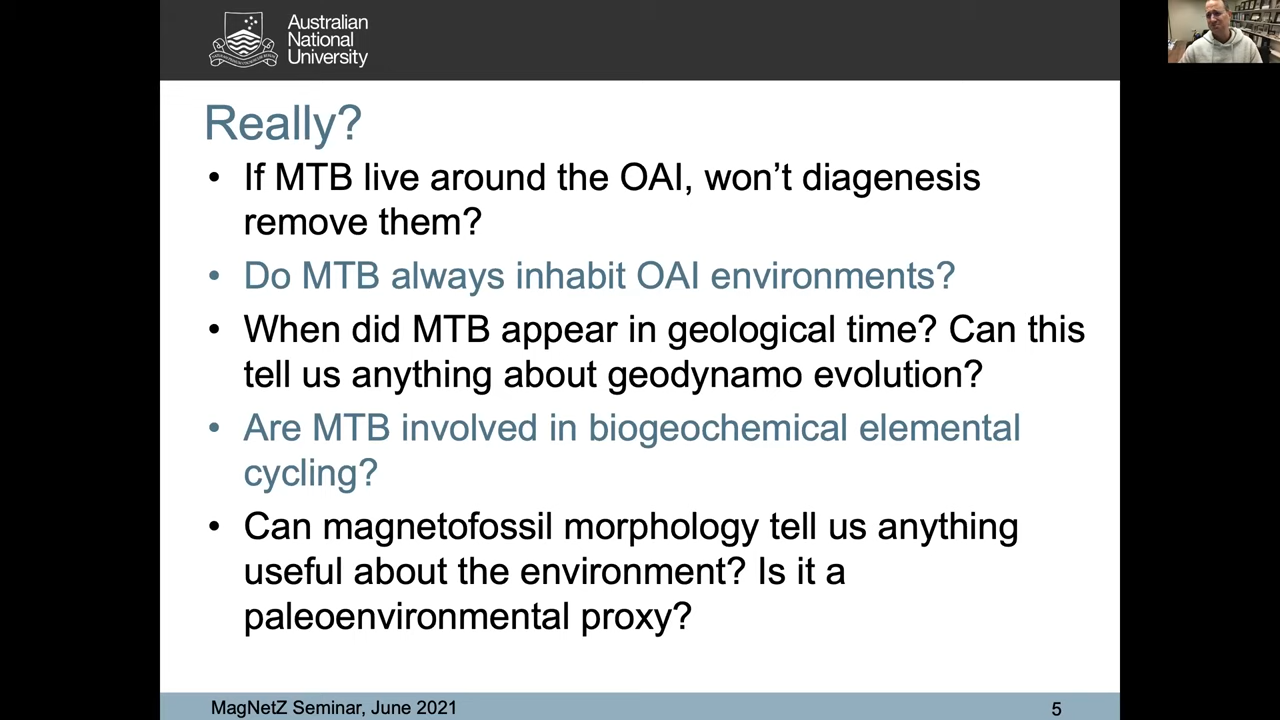 Australian
National
University
Really?
• If MTB live around the OAI, won’t diagenesis
remove them?
• Do MTB always inhabit OAI environments?
• When did MTB appear in geological time? Can this
tell us anything about geodynamo evolution?
• Are MTB involved in biogeochemical elemental
cycling?
• Can magnetofossil morphology tell us anything
useful about the environment? Is it a
paleoenvironmental proxy?
MagNetZ Seminar, June 2021
5